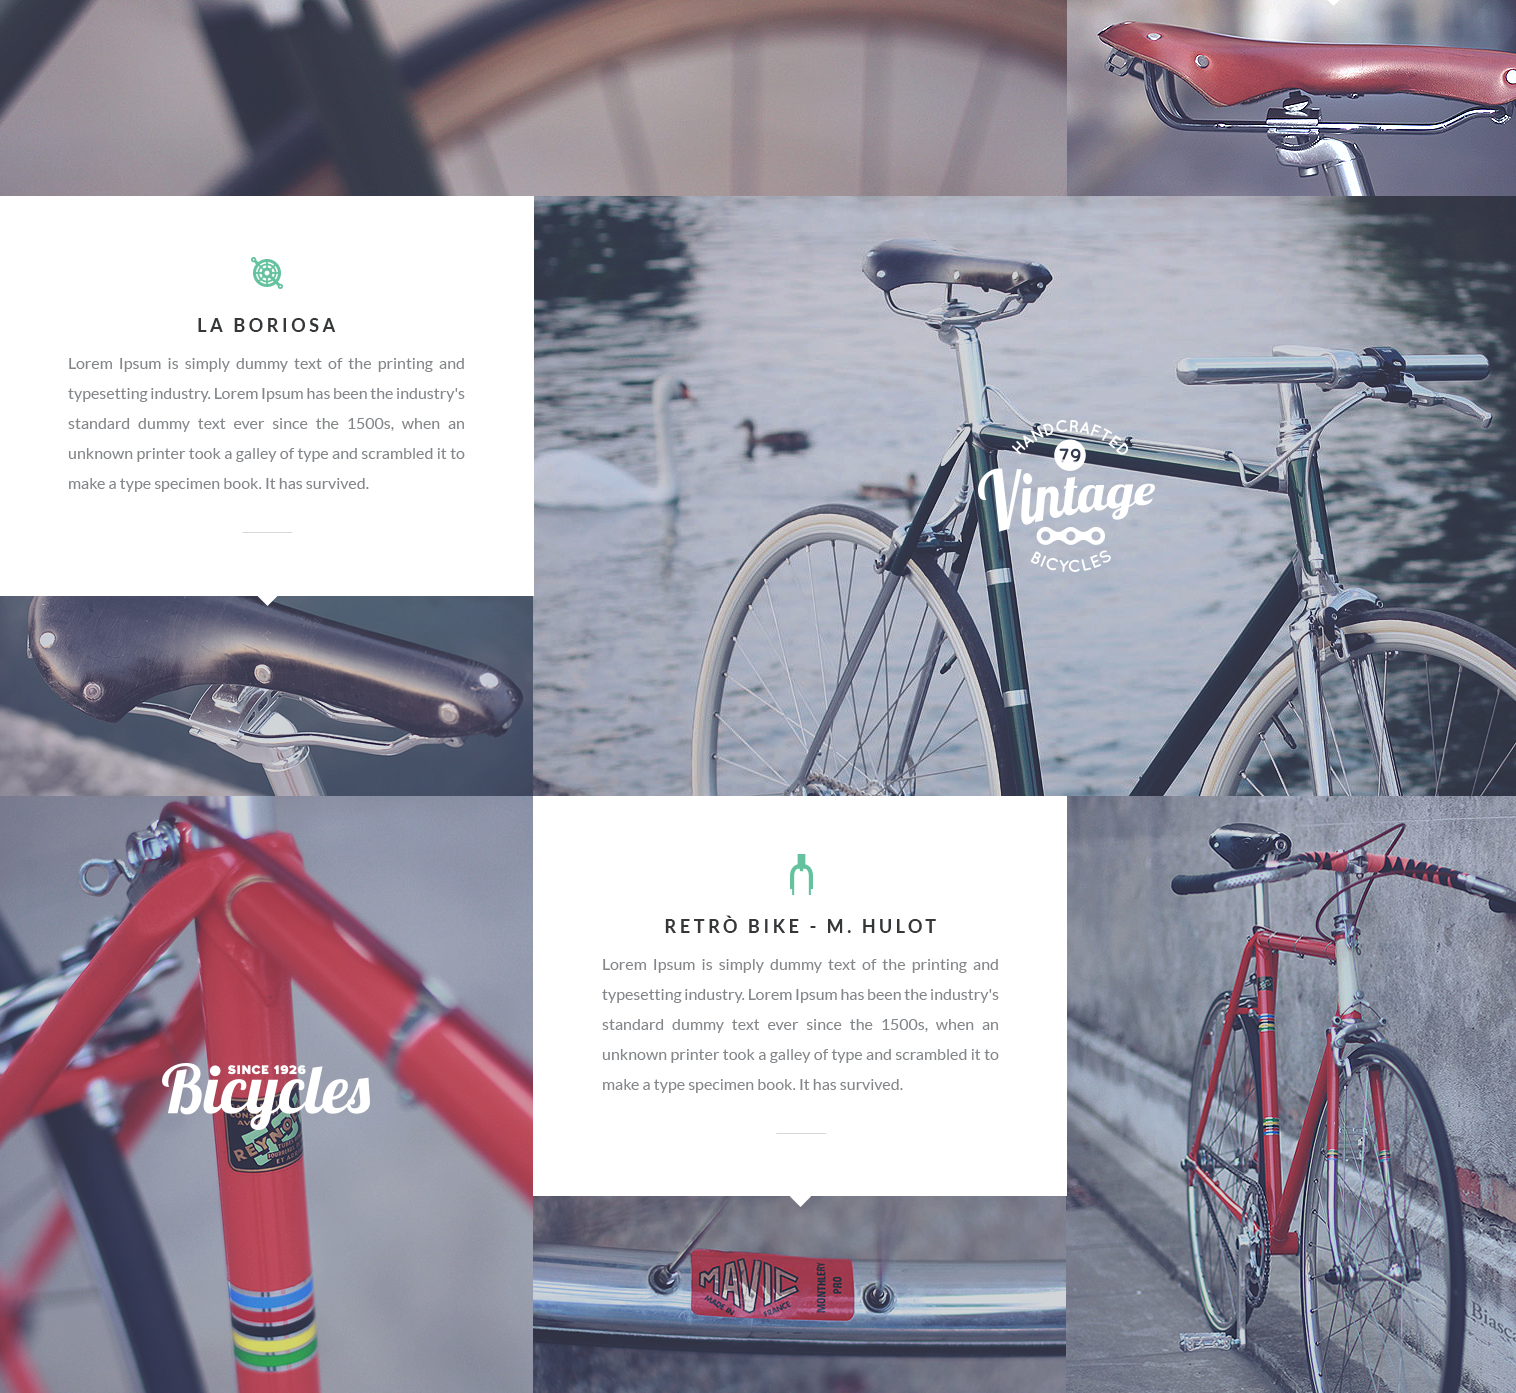 LA BORIOSA
Lorem Ipsum is simply dummy text of the printing and
typesetting industry. Lorem Ipsum has been the industry's
standard dummy text ever since the 1500s, when an
unknown printer took a galley of type and scrambled it to
make a type specimen book. It has survived.
HANDCRAFTED
79
Vintage
BICYCLES
SINCE 1926
Bicycles
REYNO
RETRÒ BIKE - M. HULOT
Lorem Ipsum is simply dummy text of the printing and
typesetting industry. Lorem Ipsum has been the industry's
standard dummy text ever since the 1500s, when an
unknown printer took a galley of type and scrambled it to
make a type specimen book. It has survived.
MAVIC
MADE IN FRANCE
MONTHLERY
PRO
Biasca